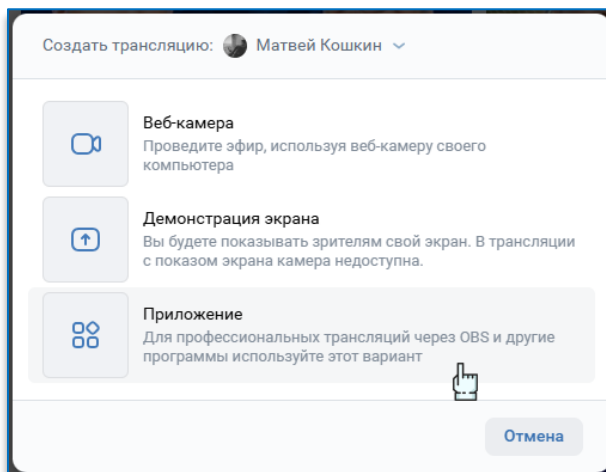 Создать трансляцию: Матвей Кошкин
Веб-камера
Проведите эфир, используя веб-камеру своего
компьютера
Демонстрация экрана
Вы будете показывать зрителям свой экран. В трансляции
с показом экрана камера недоступна.
Приложение
Для профессиональных трансляций через OBS и другие
программы используйте этот вариант
Отмена